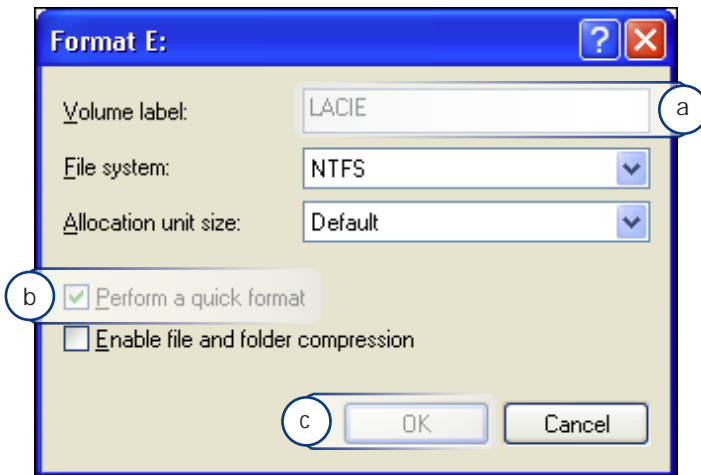 Format E:
Volume label: LACIE a
File system: NTFS
Allocation unit size: Default
b Perform a quick format
Enable file and folder compression
c OK Cancel